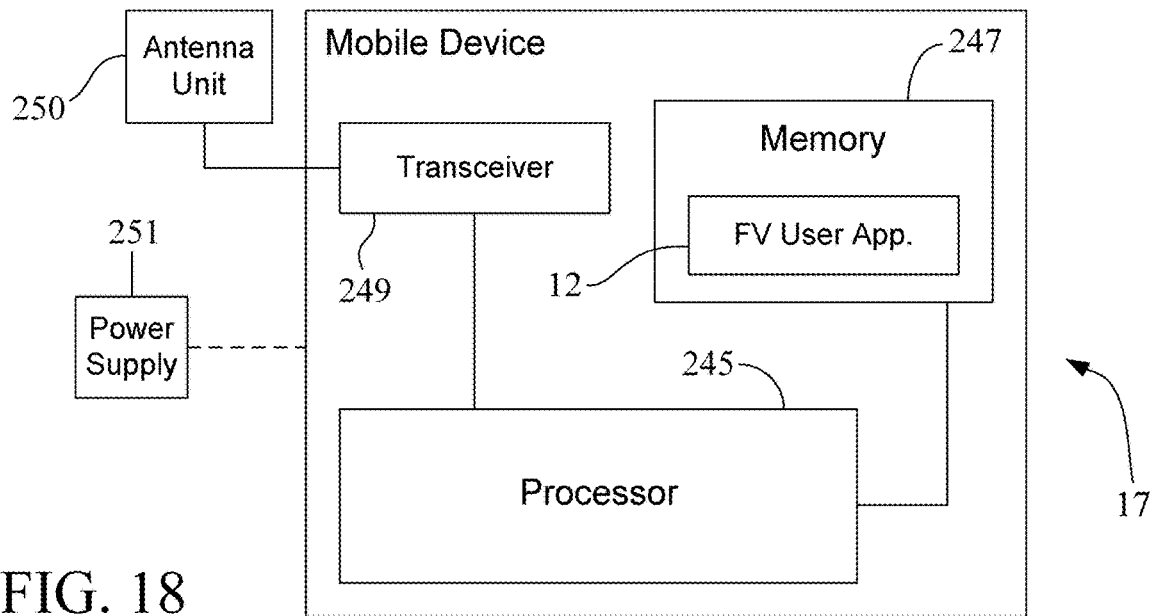 Antenna
Unit
250
Mobile Device
247
Transceiver
249
Memory
FV User App.
12
251
Power
Supply
245
Processor
17
FIG. 18